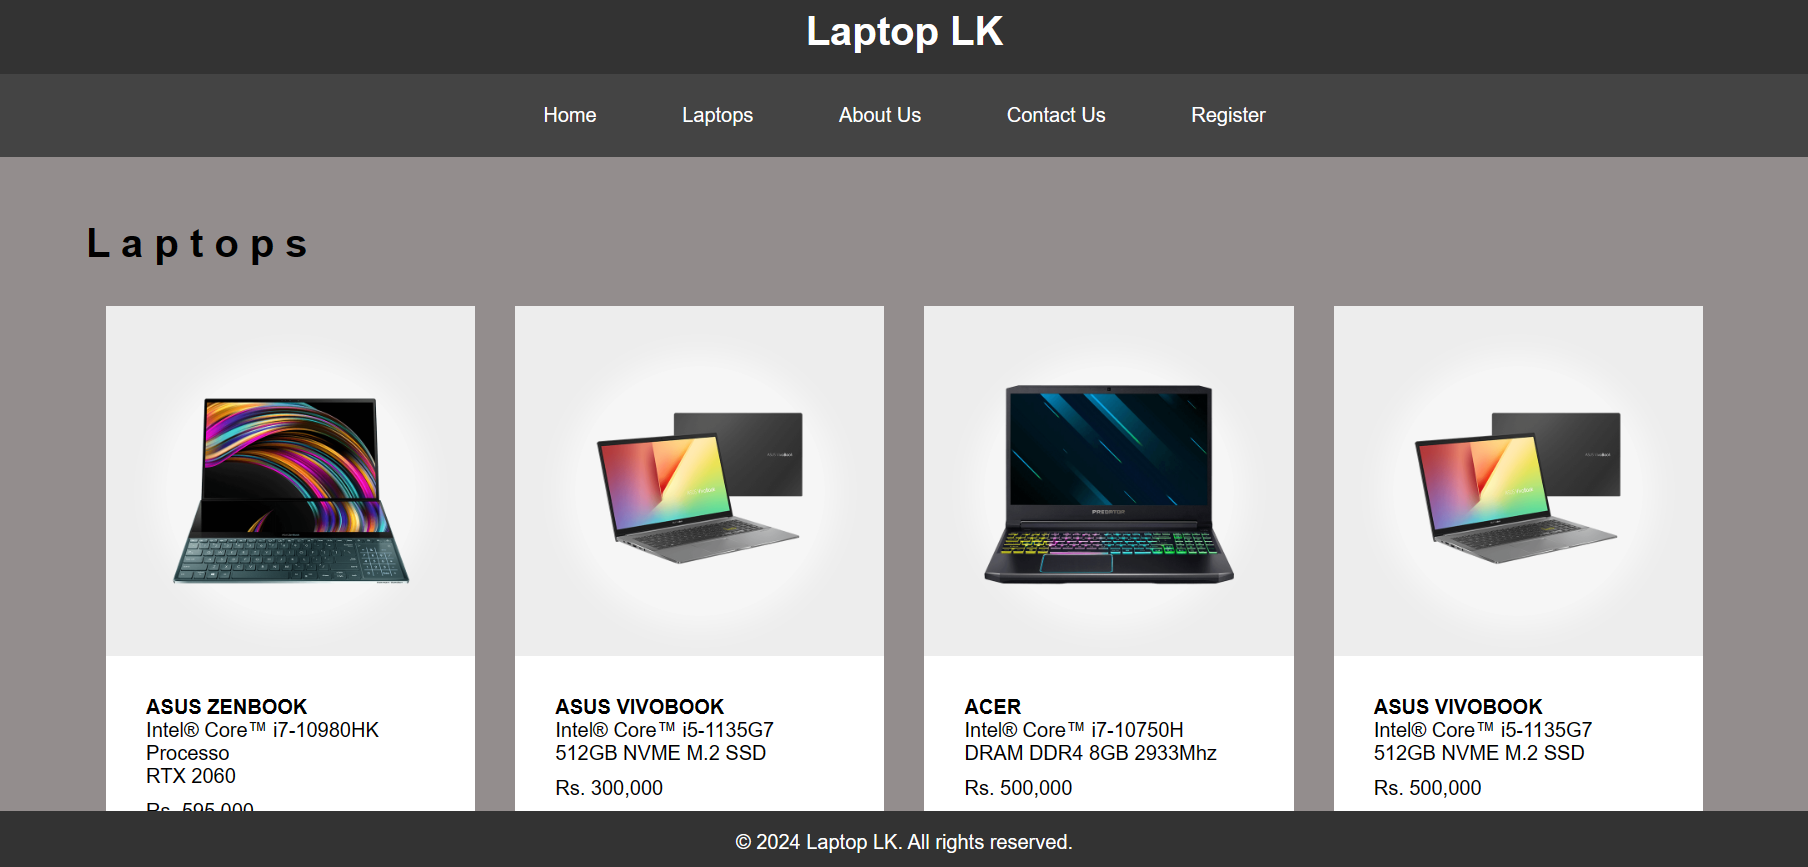 Laptop LK
Home Laptops About Us Contact Us Register
Laptops
PREDATOR
ASUS ZENBOOK
Intel® Core™ i7-10980HK
Processo
RTX 2060
Rs. 595,000
ASUS VIVOBOOK
Intel® Core™ i5-1135G7
512GB NVME M.2 SSD
Rs. 300,000
ACER
Intel® Core™ i7-10750H
DRAM DDR4 8GB 2933Mhz
Rs. 500,000
ASUS VIVOBOOK
Intel® Core™ i5-1135G7
512GB NVME M.2 SSD
Rs. 500,000
© 2024 Laptop LK. All rights reserved.